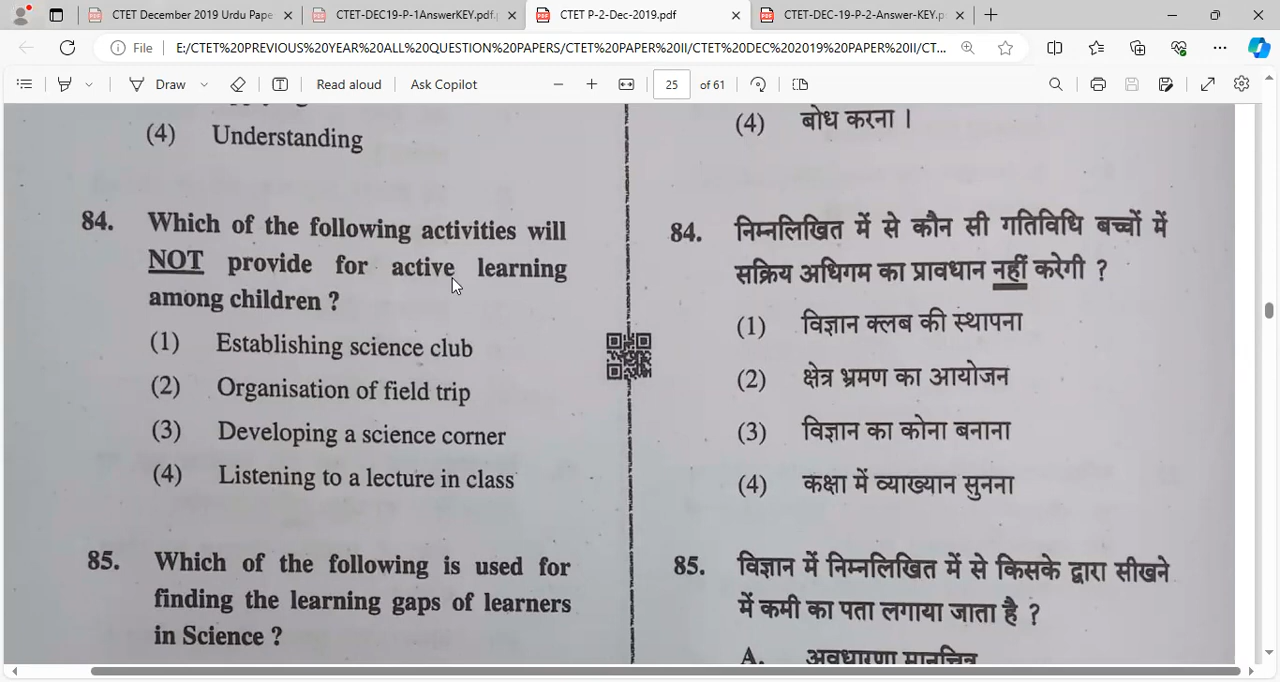 CTET December 2019 Urdu Pape
CTET-DEC19-P-1AnswerKEY.pdf
CTET P-2-Dec-2019.pdf
CTET-DEC-19-P-2-Answer-KEY.p
File
E:/CTET%20PREVIOUS%20YEAR%20ALL%20QUESTION%20PAPERS/CTET%20PAPER%20II/CTET%20DEC%202019%20PAPER%20II/CT...
Draw
Read aloud
Ask Copilot
25 of 61
(4) Understanding
84. Which of the following activities will
NOT provide for active learning
among children ?
(1) Establishing science club
(2) Organisation of field trip
(3) Developing a science corner
(4) Listening to a lecture in class
85. Which of the following is used for
finding the learning gaps of learners
in Science ?
(4) बोध करना ।
84. निम्नलिखित में से कौन सी गतिविधि बच्चों में
सक्रिय अधिगम का प्रावधान नहीं करेगी ?
(1) विज्ञान क्लब की स्थापना
(2) क्षेत्र भ्रमण का आयोजन
(3) विज्ञान का कोना बनाना
(4) कक्षा में व्याख्यान सुनना
85. विज्ञान में निम्नलिखित में से किसके द्वारा सीखने
में कमी का पता लगाया जाता है ?
A. अवधारणा मानचित्र